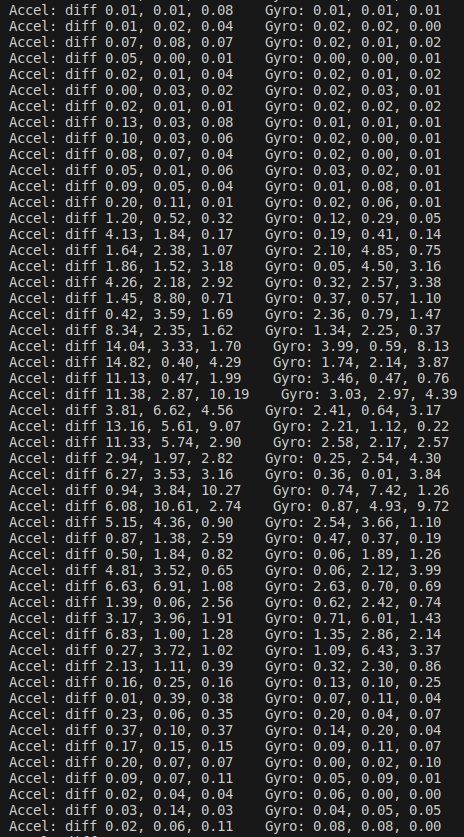 Accel: diff 0.01, 0.01, 0.08    Gyro: 0.01, 0.01, 0.01
Accel: diff 0.01, 0.02, 0.04    Gyro: 0.02, 0.02, 0.00
Accel: diff 0.07, 0.08, 0.07    Gyro: 0.02, 0.01, 0.02
Accel: diff 0.05, 0.00, 0.01    Gyro: 0.00, 0.00, 0.01
Accel: diff 0.02, 0.01, 0.04    Gyro: 0.02, 0.01, 0.02
Accel: diff 0.00, 0.03, 0.02    Gyro: 0.02, 0.03, 0.01
Accel: diff 0.02, 0.01, 0.01    Gyro: 0.02, 0.02, 0.02
Accel: diff 0.13, 0.03, 0.08    Gyro: 0.01, 0.01, 0.01
Accel: diff 0.10, 0.03, 0.06    Gyro: 0.02, 0.00, 0.01
Accel: diff 0.08, 0.07, 0.04    Gyro: 0.02, 0.00, 0.01
Accel: diff 0.05, 0.01, 0.06    Gyro: 0.03, 0.02, 0.01
Accel: diff 0.09, 0.05, 0.04    Gyro: 0.01, 0.08, 0.01
Accel: diff 0.20, 0.11, 0.01    Gyro: 0.02, 0.06, 0.01
Accel: diff 1.20, 0.52, 0.32    Gyro: 0.12, 0.29, 0.05
Accel: diff 4.13, 1.84, 0.17    Gyro: 0.19, 0.41, 0.14
Accel: diff 1.64, 2.38, 1.07    Gyro: 2.10, 4.85, 0.75
Accel: diff 1.86, 1.52, 3.18    Gyro: 0.05, 4.50, 3.16
Accel: diff 4.26, 2.18, 2.92    Gyro: 0.32, 2.57, 3.38
Accel: diff 1.45, 8.80, 0.71    Gyro: 0.37, 0.57, 1.10
Accel: diff 0.42, 3.59, 1.69    Gyro: 2.36, 0.79, 1.47
Accel: diff 8.34, 2.35, 1.62    Gyro: 1.34, 2.25, 0.37
Accel: diff 14.04, 3.33, 1.70    Gyro: 3.99, 0.59, 8.13
Accel: diff 14.82, 0.40, 4.29    Gyro: 1.74, 2.14, 3.87
Accel: diff 11.13, 0.47, 1.99    Gyro: 3.46, 0.47, 0.76
Accel: diff 11.38, 2.87, 10.19    Gyro: 3.03, 2.97, 4.39
Accel: diff 3.81, 6.62, 4.56    Gyro: 2.41, 0.64, 3.17
Accel: diff 13.16, 5.61, 9.07    Gyro: 2.21, 1.12, 0.22
Accel: diff 11.33, 5.74, 2.90    Gyro: 2.58, 2.17, 2.57
Accel: diff 2.94, 1.97, 2.82    Gyro: 0.25, 2.54, 4.30
Accel: diff 6.27, 3.53, 3.16    Gyro: 0.36, 0.01, 3.84
Accel: diff 0.94, 3.84, 10.27    Gyro: 0.74, 7.42, 1.26
Accel: diff 6.08, 10.61, 2.74    Gyro: 0.87, 4.93, 9.72
Accel: diff 5.15, 4.36, 0.90    Gyro: 2.54, 3.66, 1.10
Accel: diff 0.87, 1.38, 2.59    Gyro: 0.47, 0.37, 0.19
Accel: diff 0.50, 1.84, 0.82    Gyro: 0.06, 1.89, 1.26
Accel: diff 4.81, 3.52, 0.65    Gyro: 0.06, 2.12, 3.99
Accel: diff 6.63, 6.91, 1.08    Gyro: 2.63, 0.70, 0.69
Accel: diff 1.39, 0.06, 2.56    Gyro: 0.62, 2.42, 0.74
Accel: diff 3.17, 3.96, 1.91    Gyro: 0.71, 6.01, 1.43
Accel: diff 6.83, 1.00, 1.28    Gyro: 1.35, 2.86, 2.14
Accel: diff 0.27, 3.72, 1.02    Gyro: 1.09, 6.43, 3.37
Accel: diff 2.13, 1.11, 0.39    Gyro: 0.32, 2.30, 0.86
Accel: diff 0.16, 0.25, 0.16    Gyro: 0.13, 0.10, 0.25
Accel: diff 0.01, 0.39, 0.38    Gyro: 0.07, 0.11, 0.04
Accel: diff 0.23, 0.06, 0.35    Gyro: 0.20, 0.04, 0.07
Accel: diff 0.37, 0.10, 0.37    Gyro: 0.14, 0.20, 0.04
Accel: diff 0.17, 0.15, 0.15    Gyro: 0.09, 0.11, 0.07
Accel: diff 0.20, 0.07, 0.07    Gyro: 0.00, 0.02, 0.10
Accel: diff 0.09, 0.07, 0.11    Gyro: 0.05, 0.09, 0.01
Accel: diff 0.02, 0.04, 0.04    Gyro: 0.06, 0.00, 0.00
Accel: diff 0.03, 0.14, 0.03    Gyro: 0.04, 0.05, 0.05
Accel: diff 0.02, 0.06, 0.11    Gyro: 0.08, 0.08, 0.00